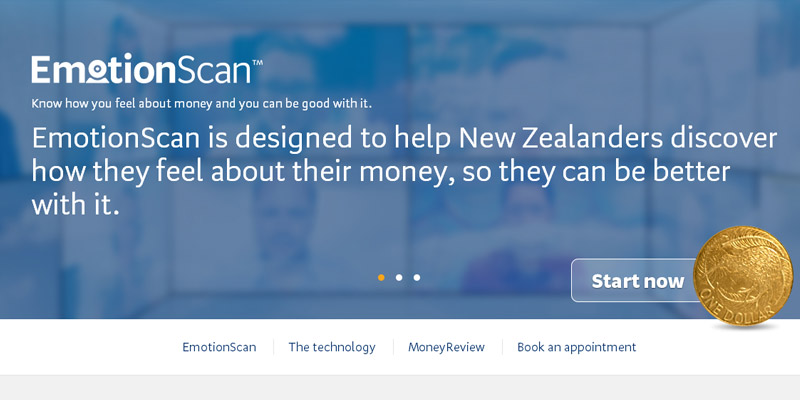 EmotionScan™
Know how you feel about money and you can be good with it.
EmotionScan is designed to help New Zealanders discover
how they feel about their money, so they can be better
with it.
Start now
ONE DOLLAR
EmotionScan
The technology
MoneyReview
Book an appointment